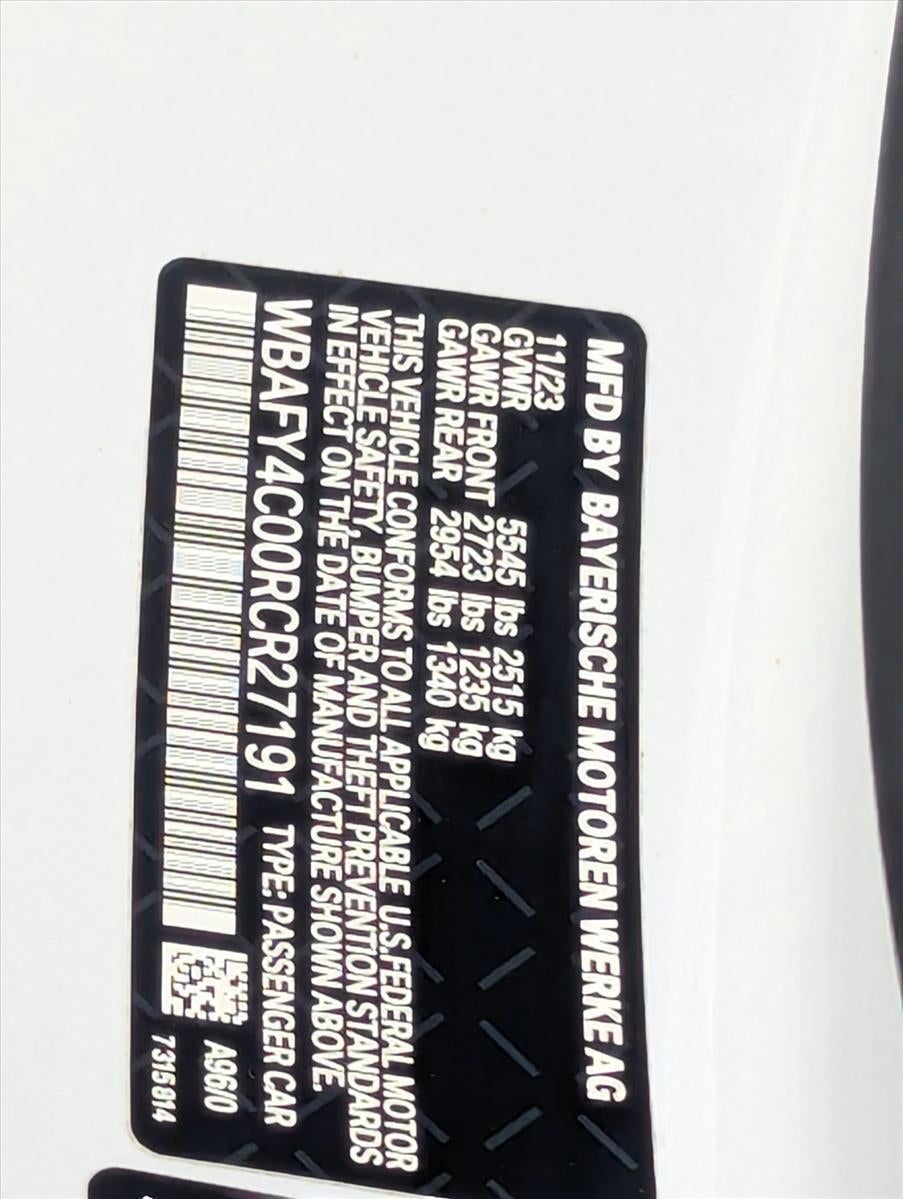 MFD BY BAYERISCHE MOTOREN WERKE AG
11/23
GVWR 5545 lbs 2515 kg
GAWR FRONT 2723 lbs 1235 kg
GAWR REAR 2954 lbs 1340 kg
THIS VEHICLE CONFORMS TO ALL APPLICABLE U.S.FEDERAL MOTOR
VEHICLE SAFETY, BUMPER AND THEFT PREVENTION STANDARDS
IN EFFECT ON THE DATE OF MANUFACTURE SHOWN ABOVE.
WBAFY4C00RCR27191 TYPE: PASSENGER CAR
A96/0
7315814